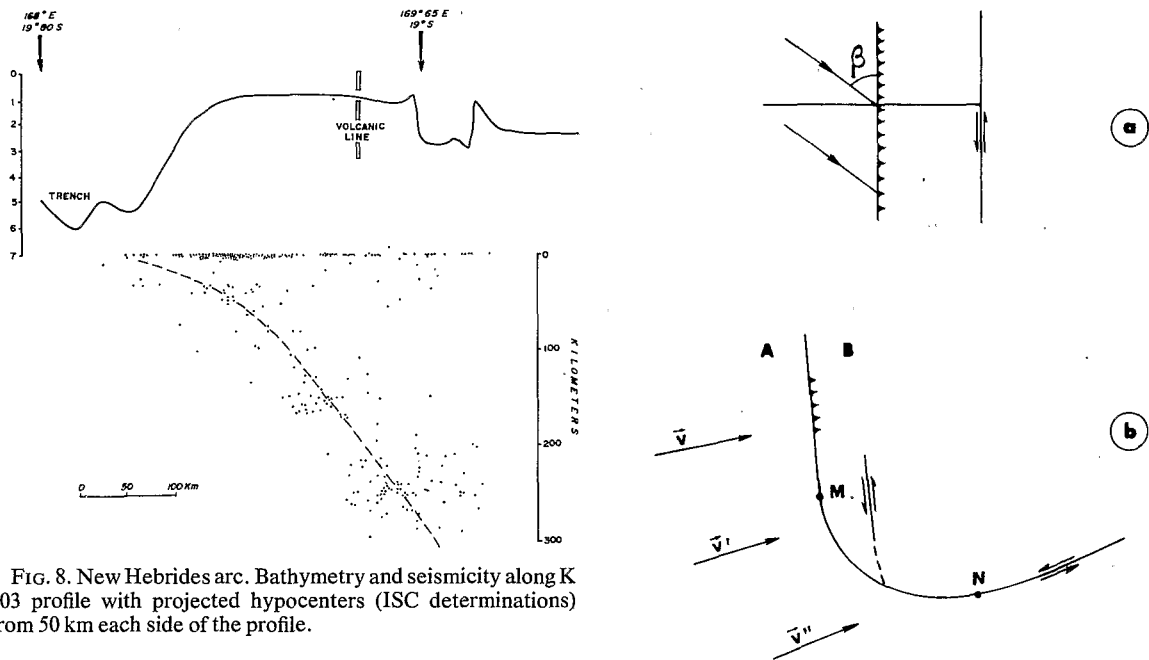 168° E
19° 80 S
169° 65 E
19° S
0
1
2
3
4
5
6
7
TRENCH
VOLCANIC
LINE
0
100
200
300
KILOMETERS
0 50 100 Km
FIG. 8. New Hebrides arc. Bathymetry and seismicity along K
03 profile with projected hypocenters (ISC determinations)
rom 50 km each side of the profile.
β
a
A B
b
v
M
v'
N
v"